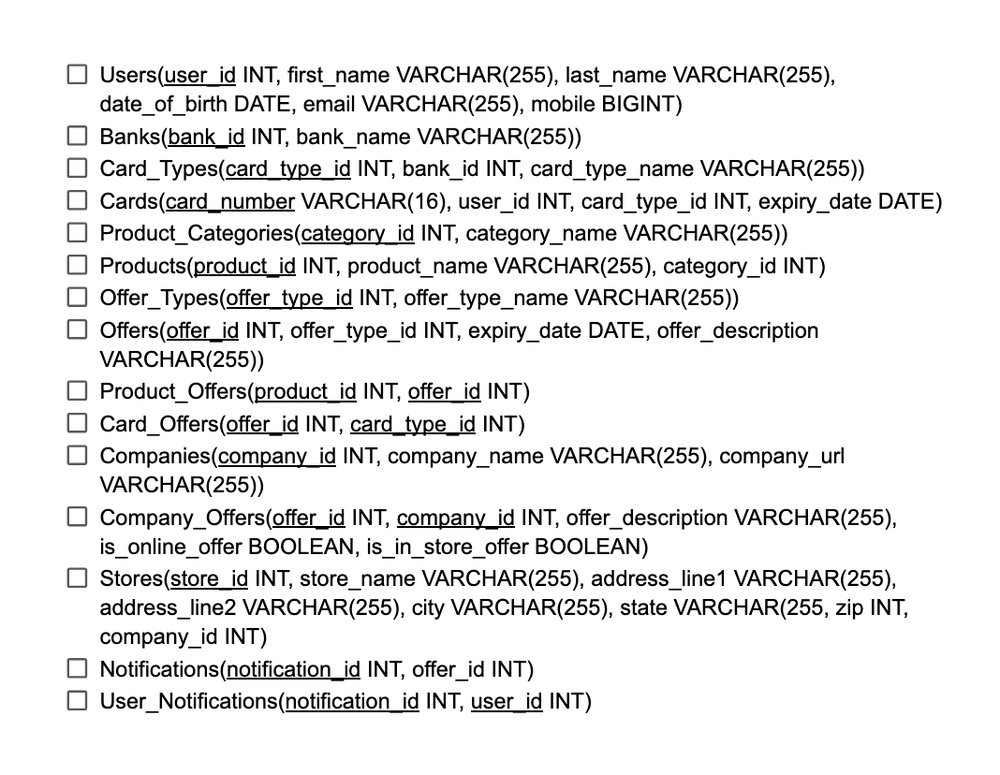 Users(user_id INT, first_name VARCHAR(255), last_name VARCHAR(255),
date_of_birth DATE, email VARCHAR(255), mobile BIGINT)
Banks(bank_id INT, bank_name VARCHAR(255))
Card_Types(card_type_id INT, bank_id INT, card_type_name VARCHAR(255))
Cards(card_number VARCHAR(16), user_id INT, card_type_id INT, expiry_date DATE)
Product_Categories(category_id INT, category_name VARCHAR(255))
Products(product_id INT, product_name VARCHAR(255), category_id INT)
Offer_Types(offer_type_id INT, offer_type_name VARCHAR(255))
Offers(offer_id INT, offer_type_id INT, expiry_date DATE, offer_description
VARCHAR(255))
Product_Offers(product_id INT, offer_id INT)
Card_Offers(offer_id INT, card_type_id INT)
Companies(company_id INT, company_name VARCHAR(255), company_url
VARCHAR(255))
Company_Offers(offer_id INT, company_id INT, offer_description VARCHAR(255),
is_online_offer BOOLEAN, is_in_store_offer BOOLEAN)
Stores(store_id INT, store_name VARCHAR(255), address_line1 VARCHAR(255),
address_line2 VARCHAR(255), city VARCHAR(255), state VARCHAR(255, zip INT,
company_id INT)
Notifications(notification_id INT, offer_id INT)
User_Notifications(notification_id INT, user_id INT)